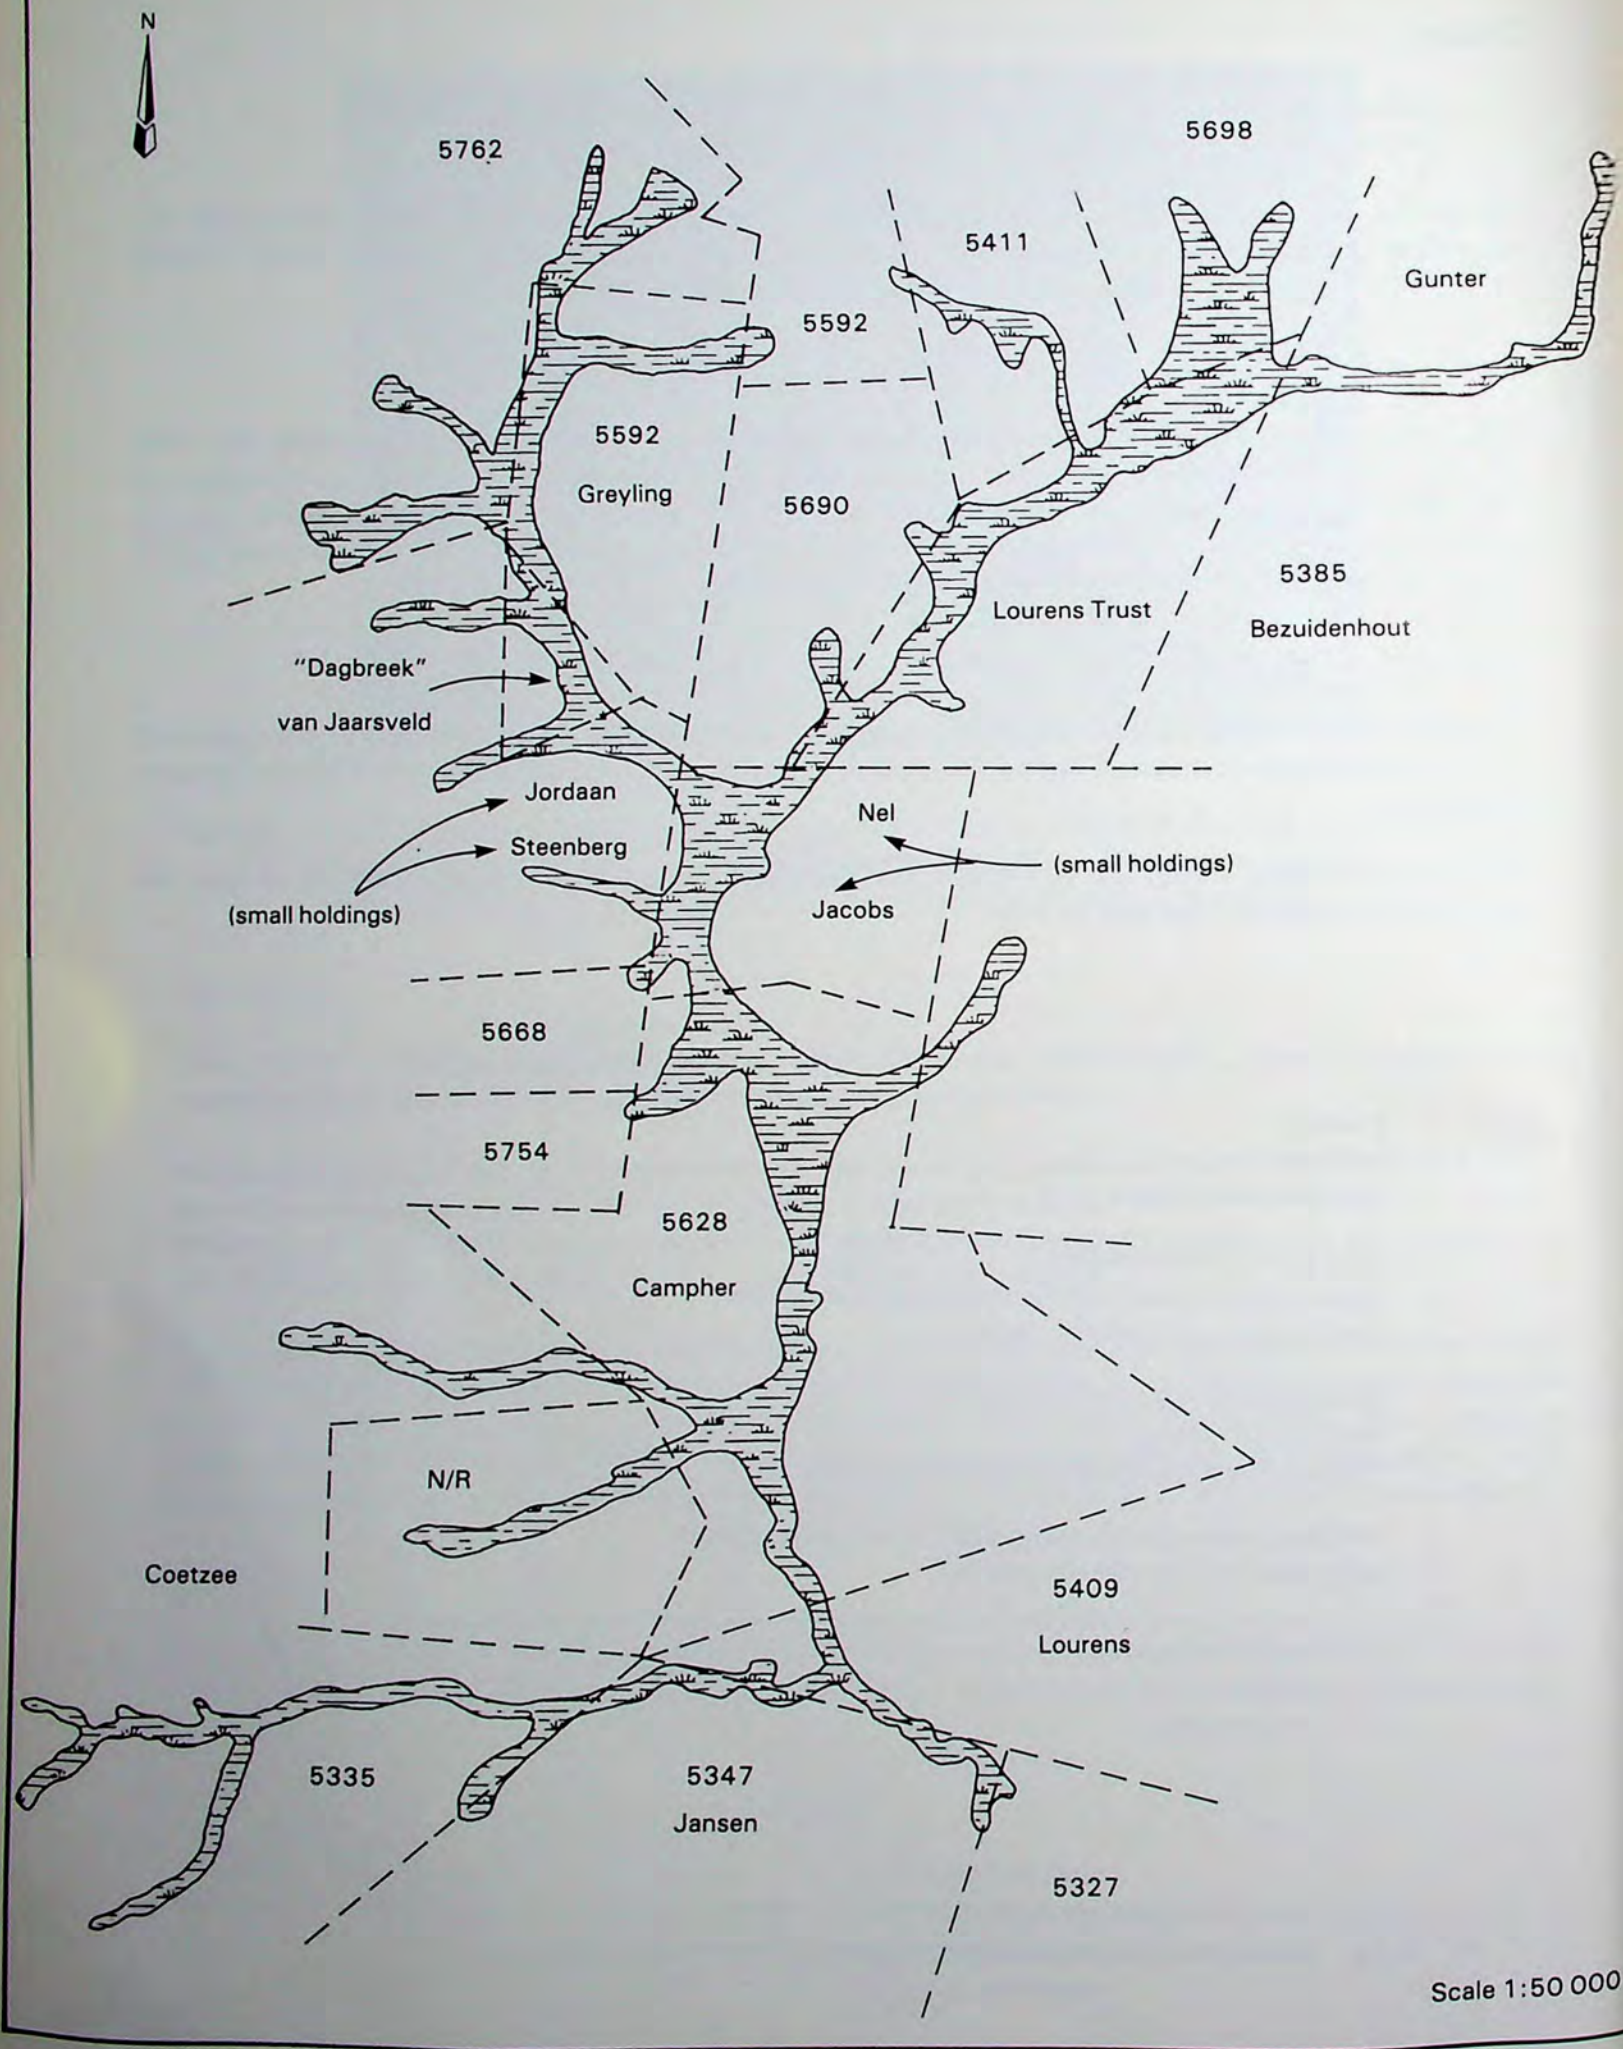 N
5762
5698
5411
Gunter
5592
5592
Greyling
5690
5385
Bezuidenhout
Lourens Trust
"Dagbreek"
van Jaarsveld
Jordaan
Steenberg
(small holdings)
Nel
(small holdings)
Jacobs
5668
5754
5628
Campher
N/R
Coetzee
5409
Lourens
5335
5347
Jansen
5327
Scale 1:50 000